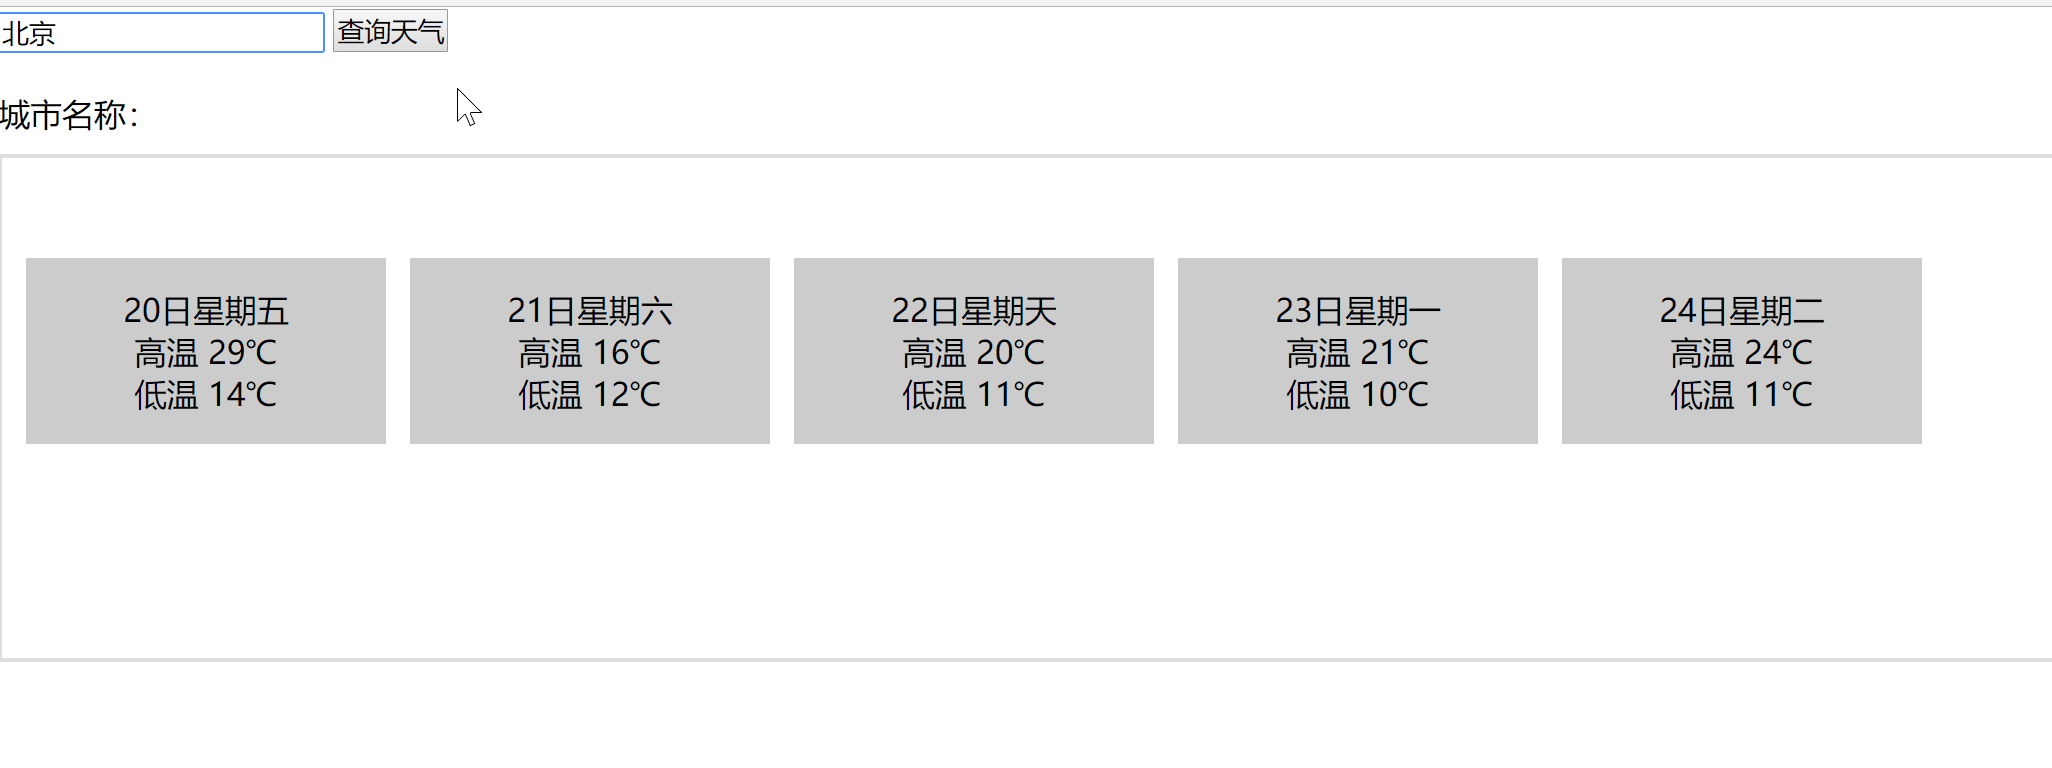 北京 查询天气
城市名称：
20日星期五
高温 29℃
低温 14℃
21日星期六
高温 16℃
低温 12℃
22日星期天
高温 20℃
低温 11℃
23日星期一
高温 21℃
低温 10℃
24日星期二
高温 24℃
低温 11℃